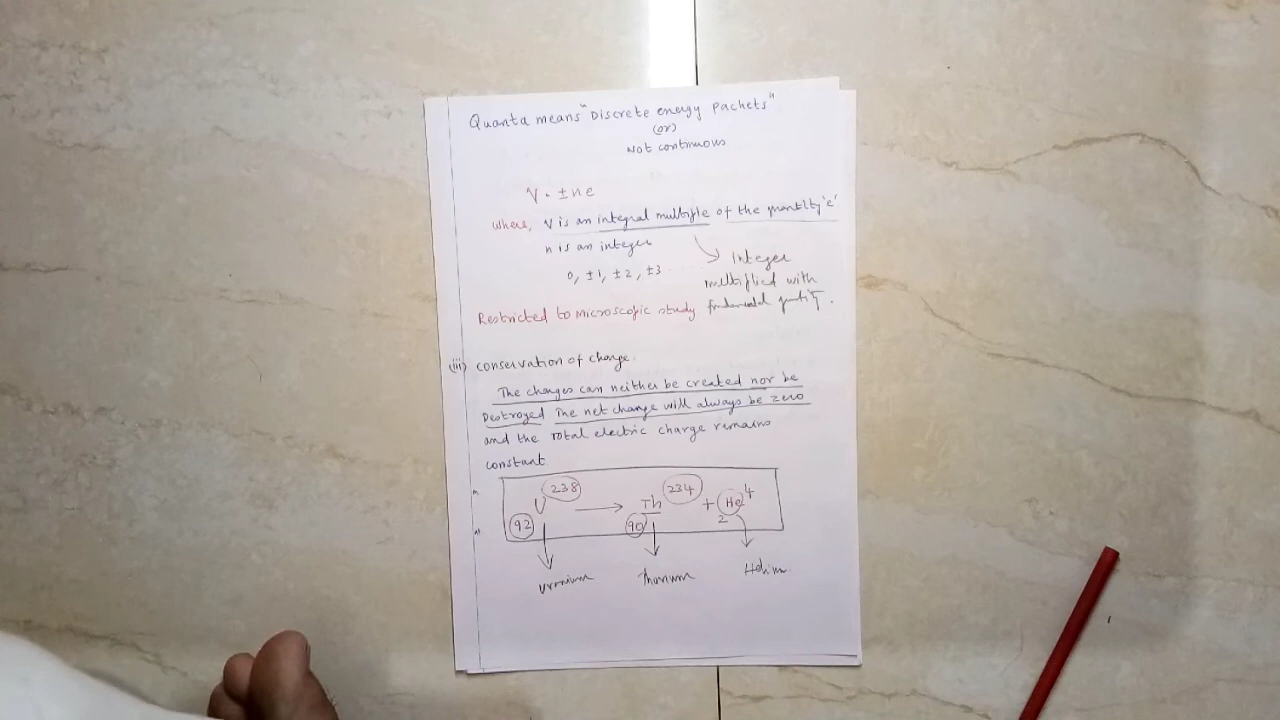 Quanta means "Discrete energy Packets"
(or)
Not continuous
V = ±ne
where, V is an integral multiple of the quantity 'e'
n is an integer
0, ±1, ±2, ±3 ......
Integer
multiplied with
fundamental quantity.
Restricted to microscopic study
(iii) conservation of charge.
The charges can neither be created nor be
Destroyed The net charge will always be zero
and the total electric charge remains
constant
92 U 238 → 90 Th 234 + 2 He 4
Uranium Thorium Helium